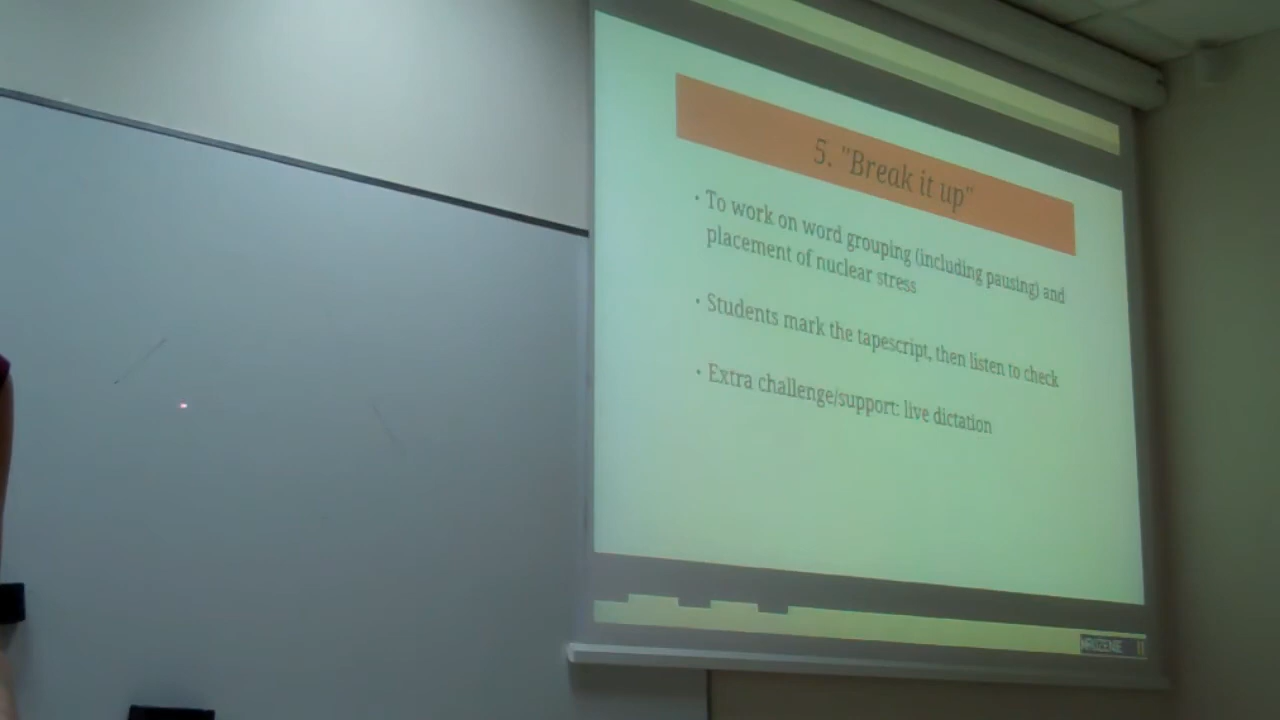 5. "Break it up"
• To work on word grouping (including pausing) and
placement of nuclear stress
• Students mark the tapescript, then listen to check
• Extra challenge/support: live dictation